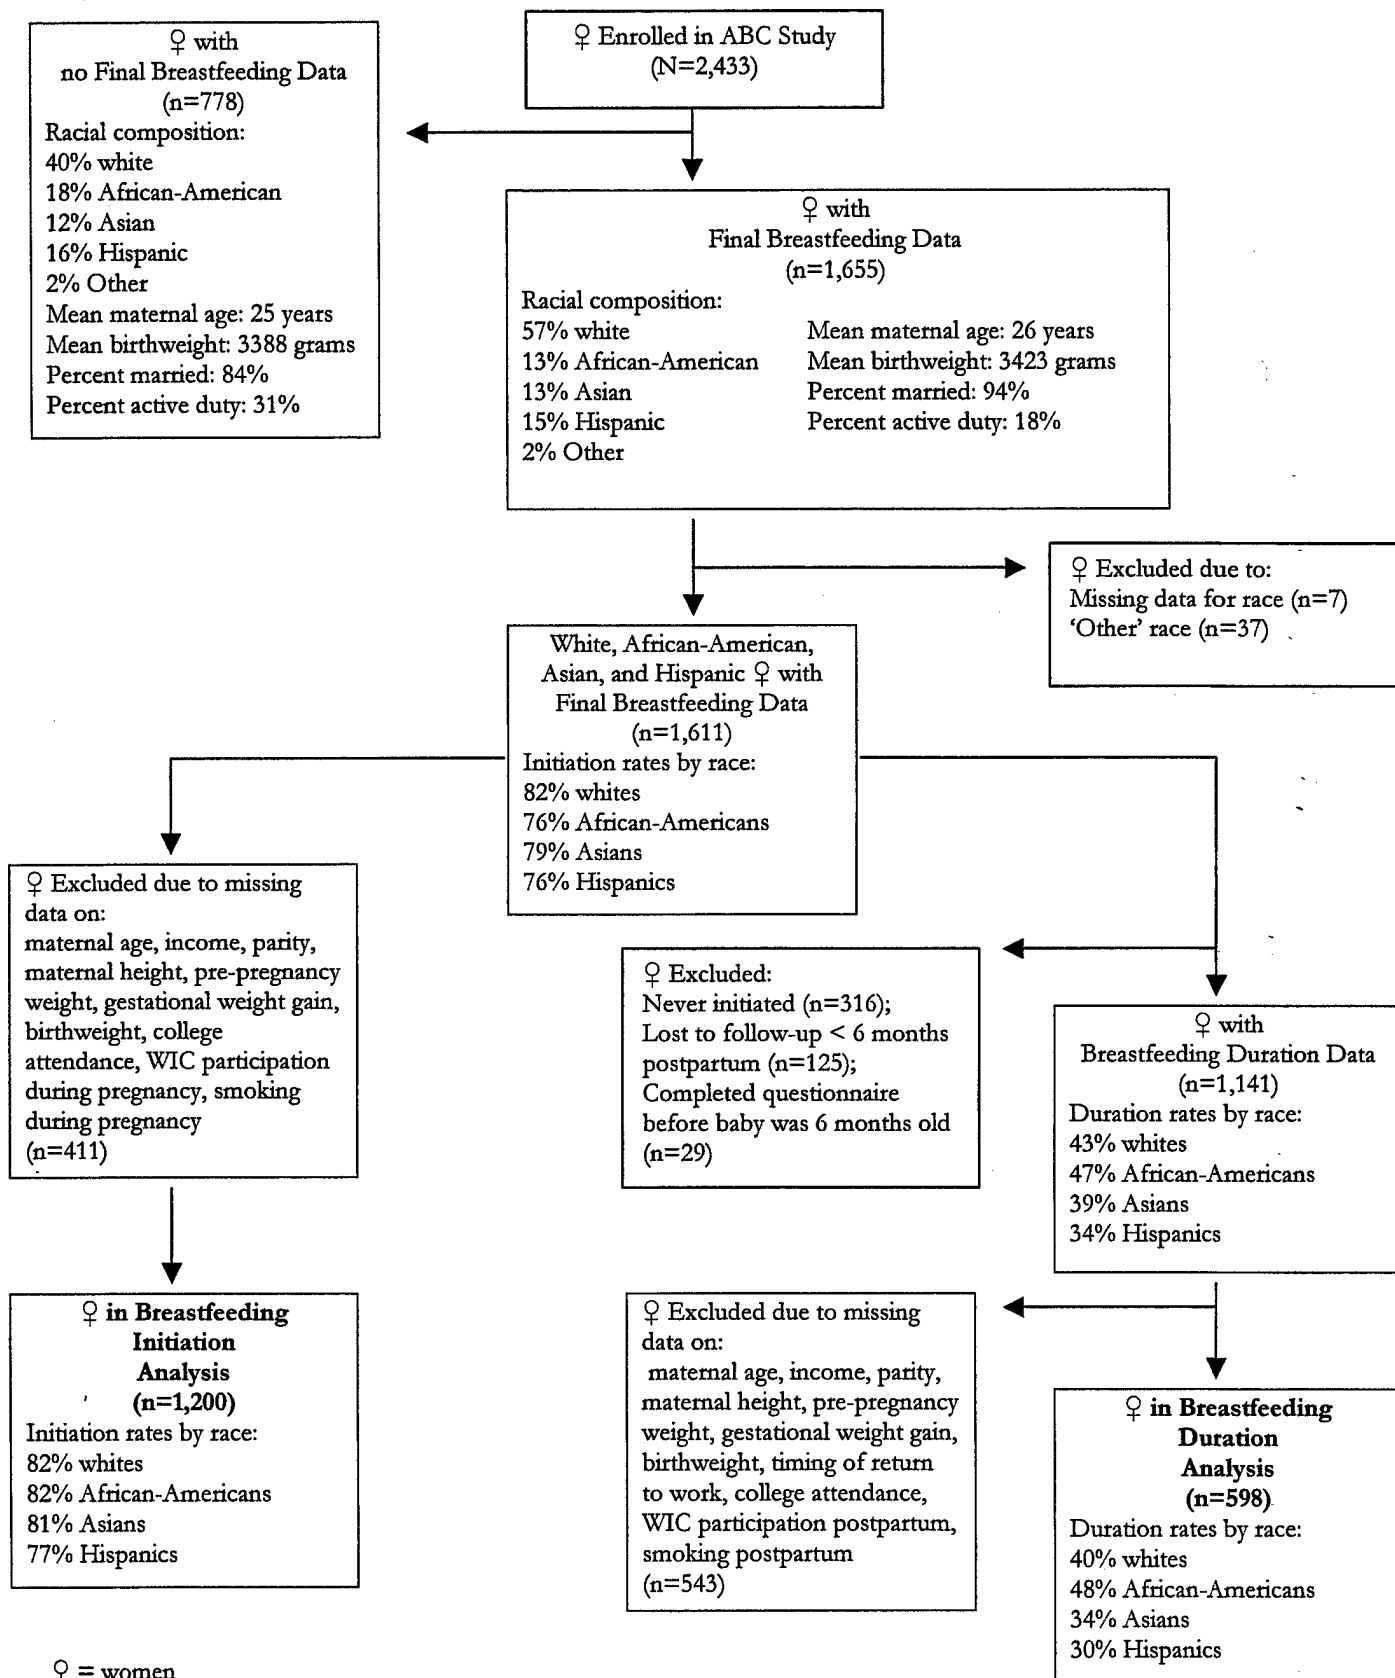 ♀ with
no Final Breastfeeding Data
(n=778)
Racial composition:
40% white
18% African-American
12% Asian
16% Hispanic
2% Other
Mean maternal age: 25 years
Mean birthweight: 3388 grams
Percent married: 84%
Percent active duty: 31%
♀ Enrolled in ABC Study
(N=2,433)
♀ with
Final Breastfeeding Data
(n=1,655)
Racial composition:
57% white
13% African-American
13% Asian
15% Hispanic
2% Other
Mean maternal age: 26 years
Mean birthweight: 3423 grams
Percent married: 94%
Percent active duty: 18%
♀ Excluded due to:
Missing data for race (n=7)
‘Other’ race (n=37)
White, African-American,
Asian, and Hispanic ♀ with
Final Breastfeeding Data
(n=1,611)
Initiation rates by race:
82% whites
76% African-Americans
79% Asians
76% Hispanics
♀ Excluded due to missing
data on:
maternal age, income, parity,
maternal height, pre-pregnancy
weight, gestational weight gain,
birthweight, college
attendance, WIC participation
during pregnancy, smoking
during pregnancy
(n=411)
♀ Excluded:
Never initiated (n=316);
Lost to follow-up < 6 months
postpartum (n=125);
Completed questionnaire
before baby was 6 months old
(n=29)
♀ with
Breastfeeding Duration Data
(n=1,141)
Duration rates by race:
43% whites
47% African-Americans
39% Asians
34% Hispanics
♀ in Breastfeeding
Initiation
Analysis
(n=1,200)
Initiation rates by race:
82% whites
82% African-Americans
81% Asians
77% Hispanics
♀ Excluded due to missing
data on:
maternal age, income, parity,
maternal height, pre-pregnancy
weight, gestational weight gain,
birthweight, timing of return
to work, college attendance,
WIC participation postpartum,
smoking postpartum
(n=543)
♀ in Breastfeeding
Duration
Analysis
(n=598)
Duration rates by race:
40% whites
48% African-Americans
34% Asians
30% Hispanics
♀ = women